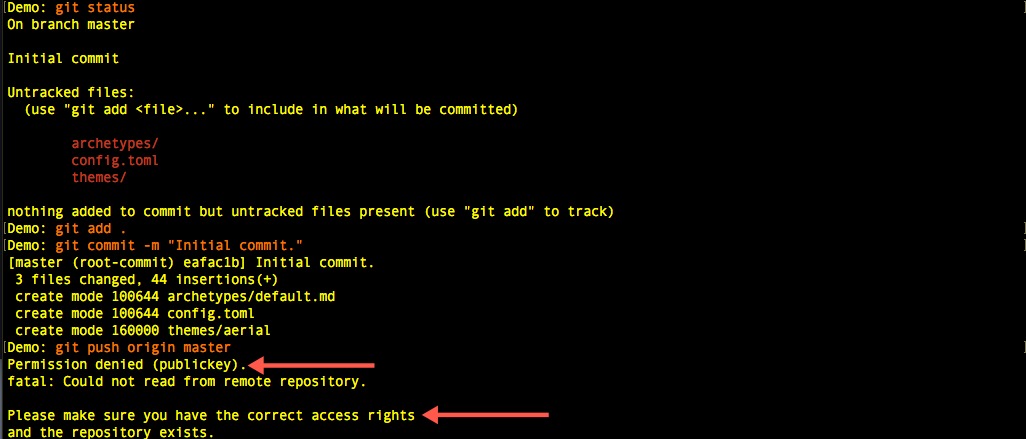 [Demo: git status
On branch master
Initial commit
Untracked files:
(use "git add <file>..." to include in what will be committed)
archetypes/
config.toml
themes/
nothing added to commit but untracked files present (use "git add" to track)
[Demo: git add .
[Demo: git commit -m "Initial commit."
[master (root-commit) eafac1b] Initial commit.
3 files changed, 44 insertions(+)
create mode 100644 archetypes/default.md
create mode 100644 config.toml
create mode 160000 themes/aerial
[Demo: git push origin master
Permission denied (publickey).
fatal: Could not read from remote repository.
Please make sure you have the correct access rights
and the repository exists.